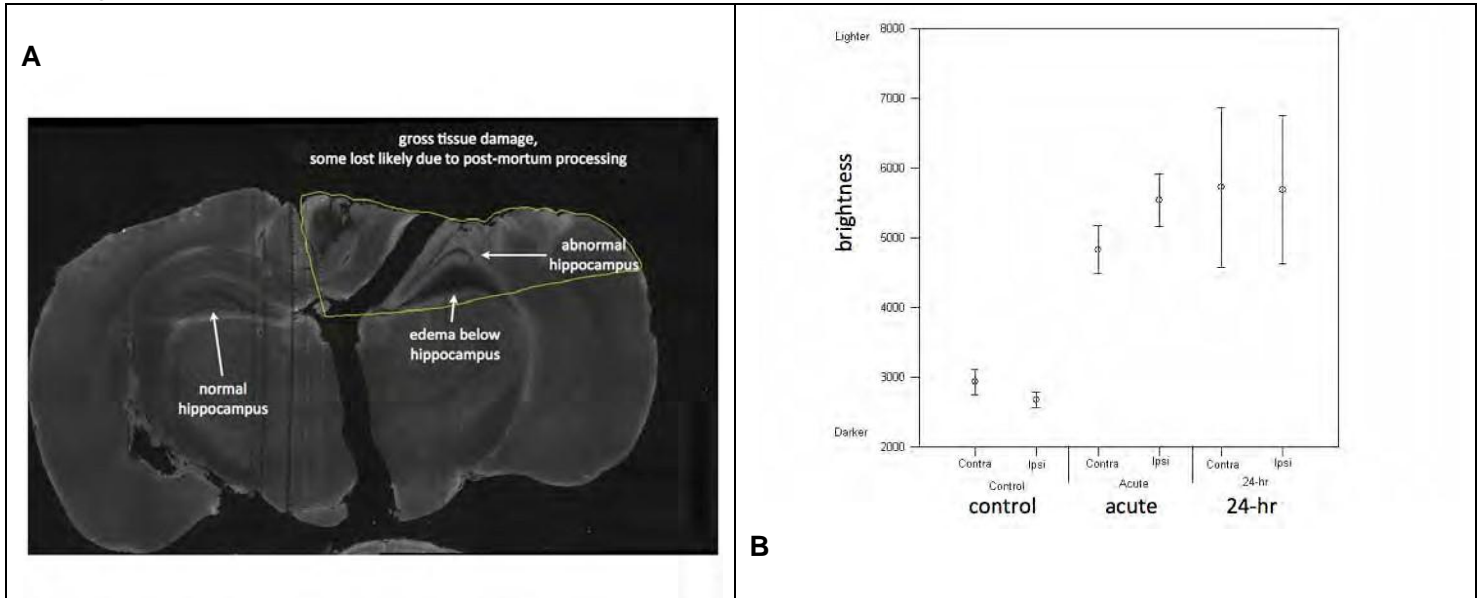 A
gross tissue damage,
some lost likely due to post-mortum processing
abnormal
hippocampus
edema below
hippocampus
normal
hippocampus
Lighter
8000
7000
6000
brightness
5000
4000
3000
Darker
2000
Contra Ipsi Contra Ipsi Contra Ipsi
Control Acute 24-hr
control acute 24-hr
B